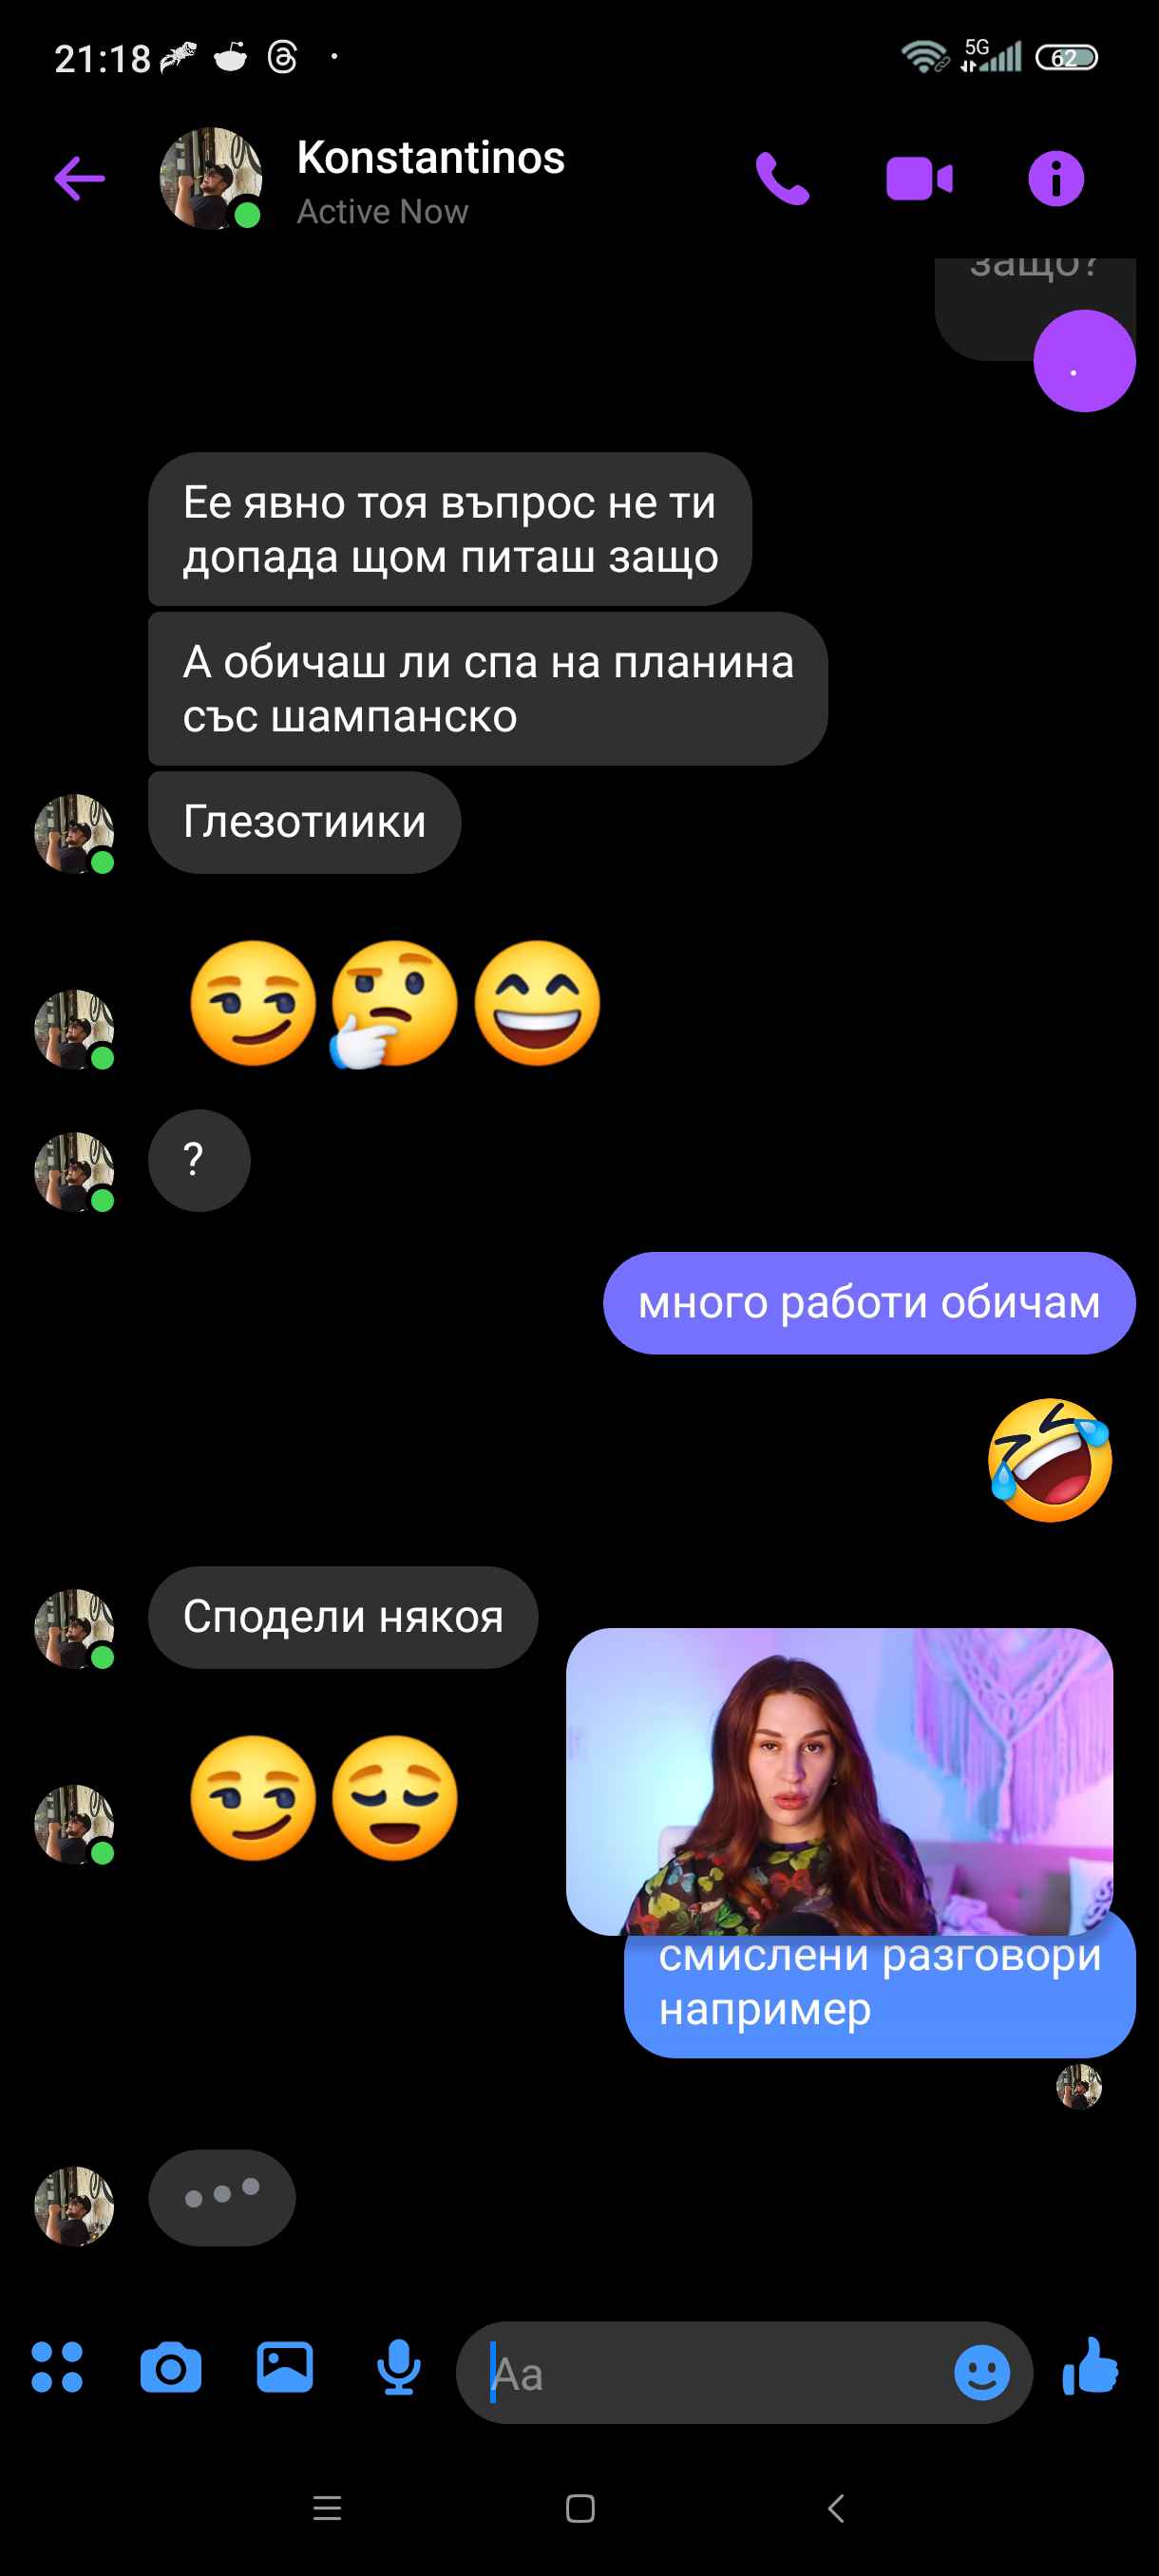 21:18
5G
62
Konstantinos
Active Now
защо?
.
Ее явно тоя въпрос не ти
допада щом питаш защо
А обичаш ли спа на планина
със шампанско
Глезотиики
?
много работи обичам
Сподели някоя
смислени разговори
например
Aa